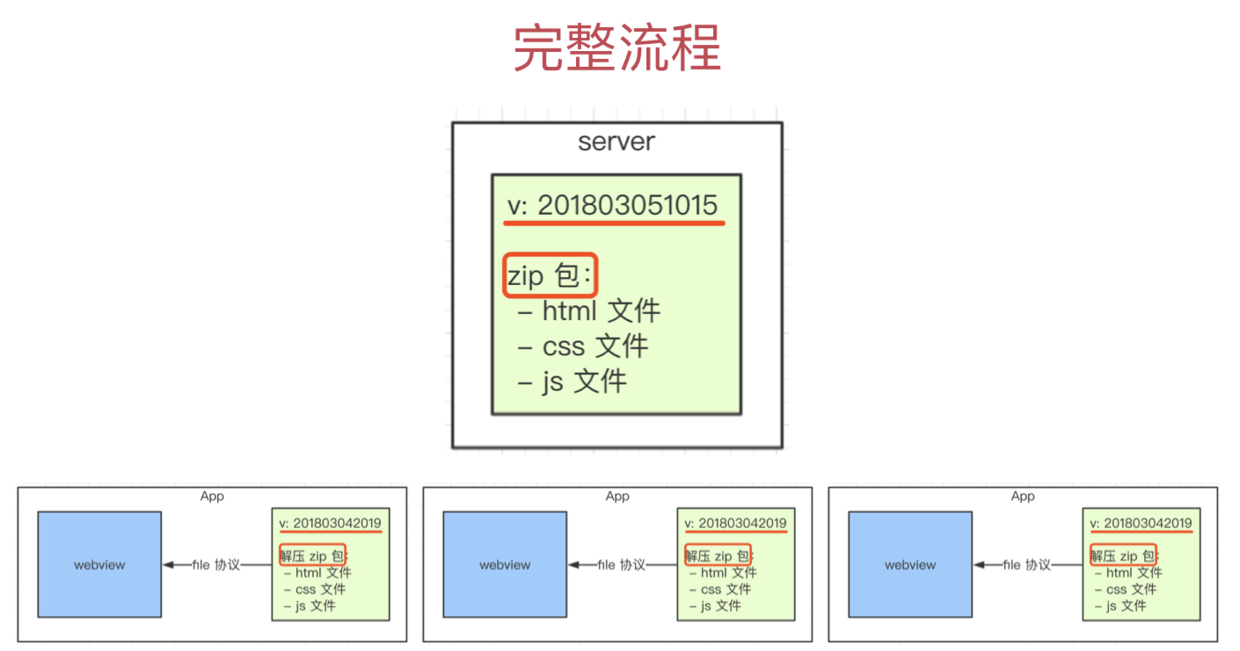 完整流程
server
v: 201803051015
zip 包:
– html 文件
– css 文件
– js 文件
App
webview
file 协议
v: 201803042019
解压 zip 包:
– html 文件
– css 文件
– js 文件
App
webview
file 协议
v: 201803042019
解压 zip 包:
– html 文件
– css 文件
– js 文件
App
webview
file 协议
v: 201803042019
解压 zip 包:
– html 文件
– css 文件
– js 文件